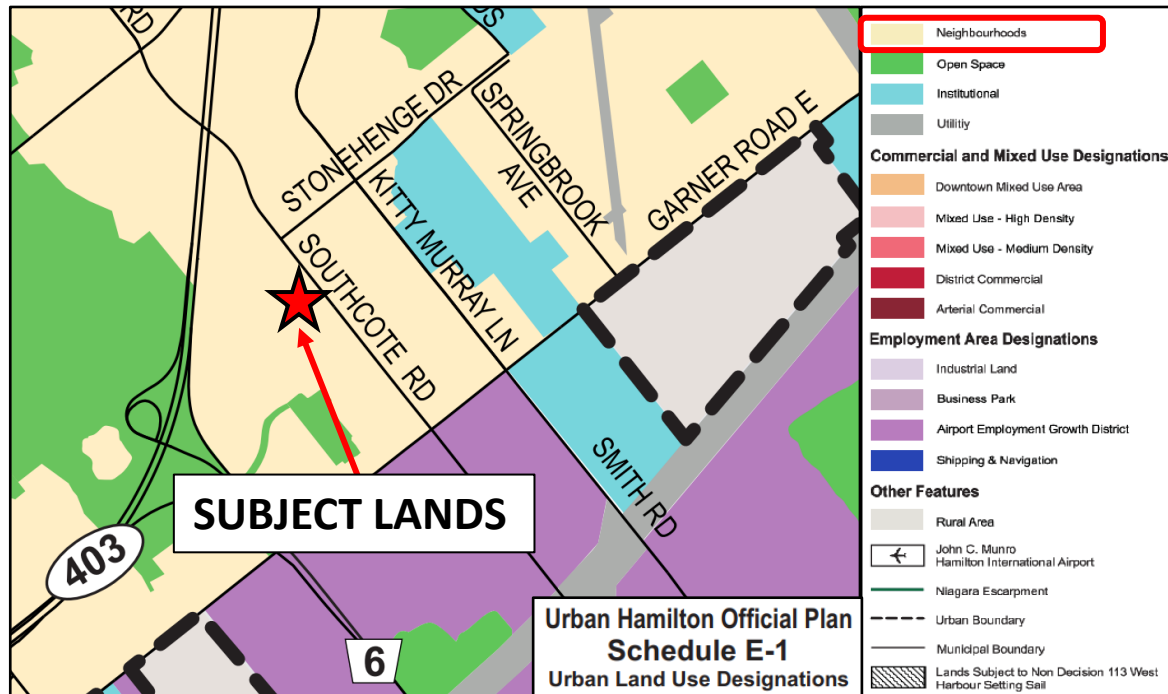 RD
OS
STONEHENGE DR
SPRINGBROOK
AVE
GARNER ROAD E
KITTY MURRAY LN
SOUTHCOTE RD
SMITH RD
SUBJECT LANDS
403
6
Urban Hamilton Official Plan
Schedule E-1
Urban Land Use Designations
Neighbourhoods
Open Space
Institutional
Utilitiy
Commercial and Mixed Use Designations
Downtown Mixed Use Area
Mixed Use - High Density
Mixed Use - Medium Density
District Commercial
Arterial Commercial
Employment Area Designations
Industrial Land
Business Park
Airport Employment Growth District
Shipping & Navigation
Other Features
Rural Area
John C. Munro
Hamilton International Airport
Niagara Escarpment
Urban Boundary
Municipal Boundary
Lands Subject to Non Decision 113 West
Harbour Setting Sail